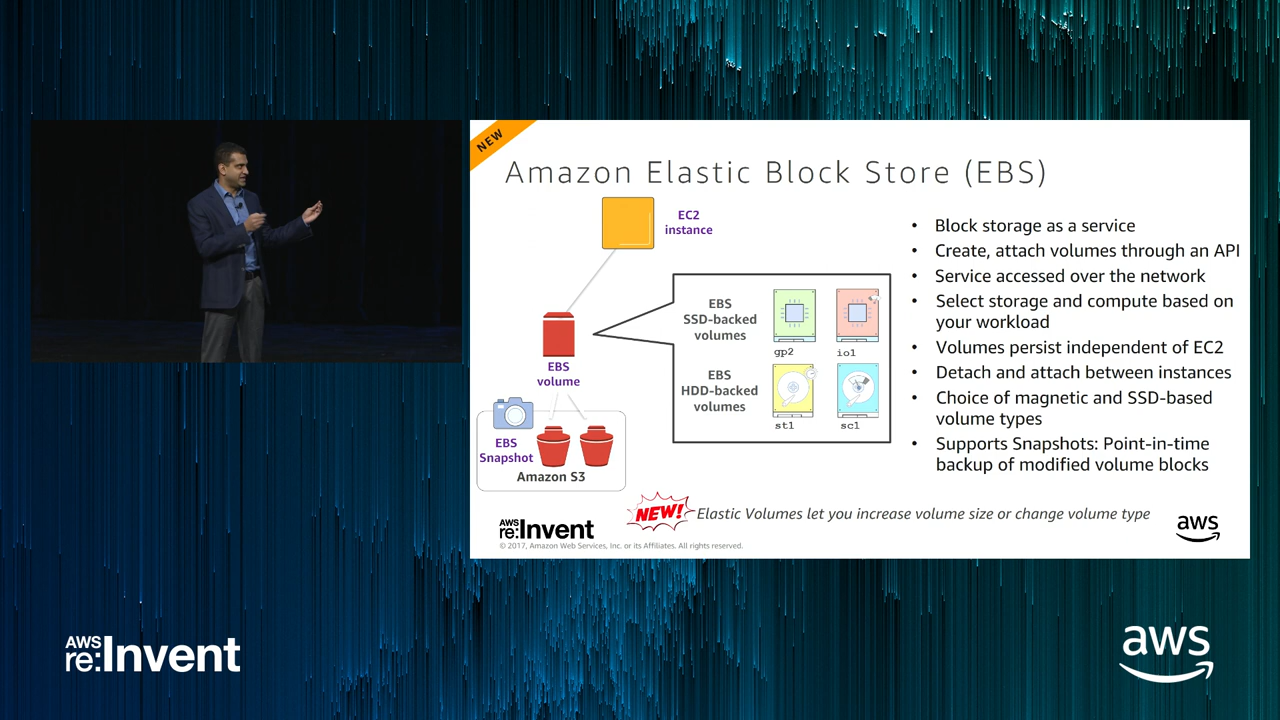 NEW
Amazon Elastic Block Store (EBS)
EC2
instance
EBS
volume
EBS
Snapshot
Amazon S3
EBS
SSD-backed
volumes
gp2
io1
EBS
HDD-backed
volumes
st1
sc1
• Block storage as a service
• Create, attach volumes through an API
• Service accessed over the network
• Select storage and compute based on
your workload
• Volumes persist independent of EC2
• Detach and attach between instances
• Choice of magnetic and SSD-based
volume types
• Supports Snapshots: Point-in-time
backup of modified volume blocks
NEW!
Elastic Volumes let you increase volume size or change volume type
AWS
re:Invent
© 2017, Amazon Web Services, Inc. or its Affiliates. All rights reserved.
aws
AWS
re:Invent
aws